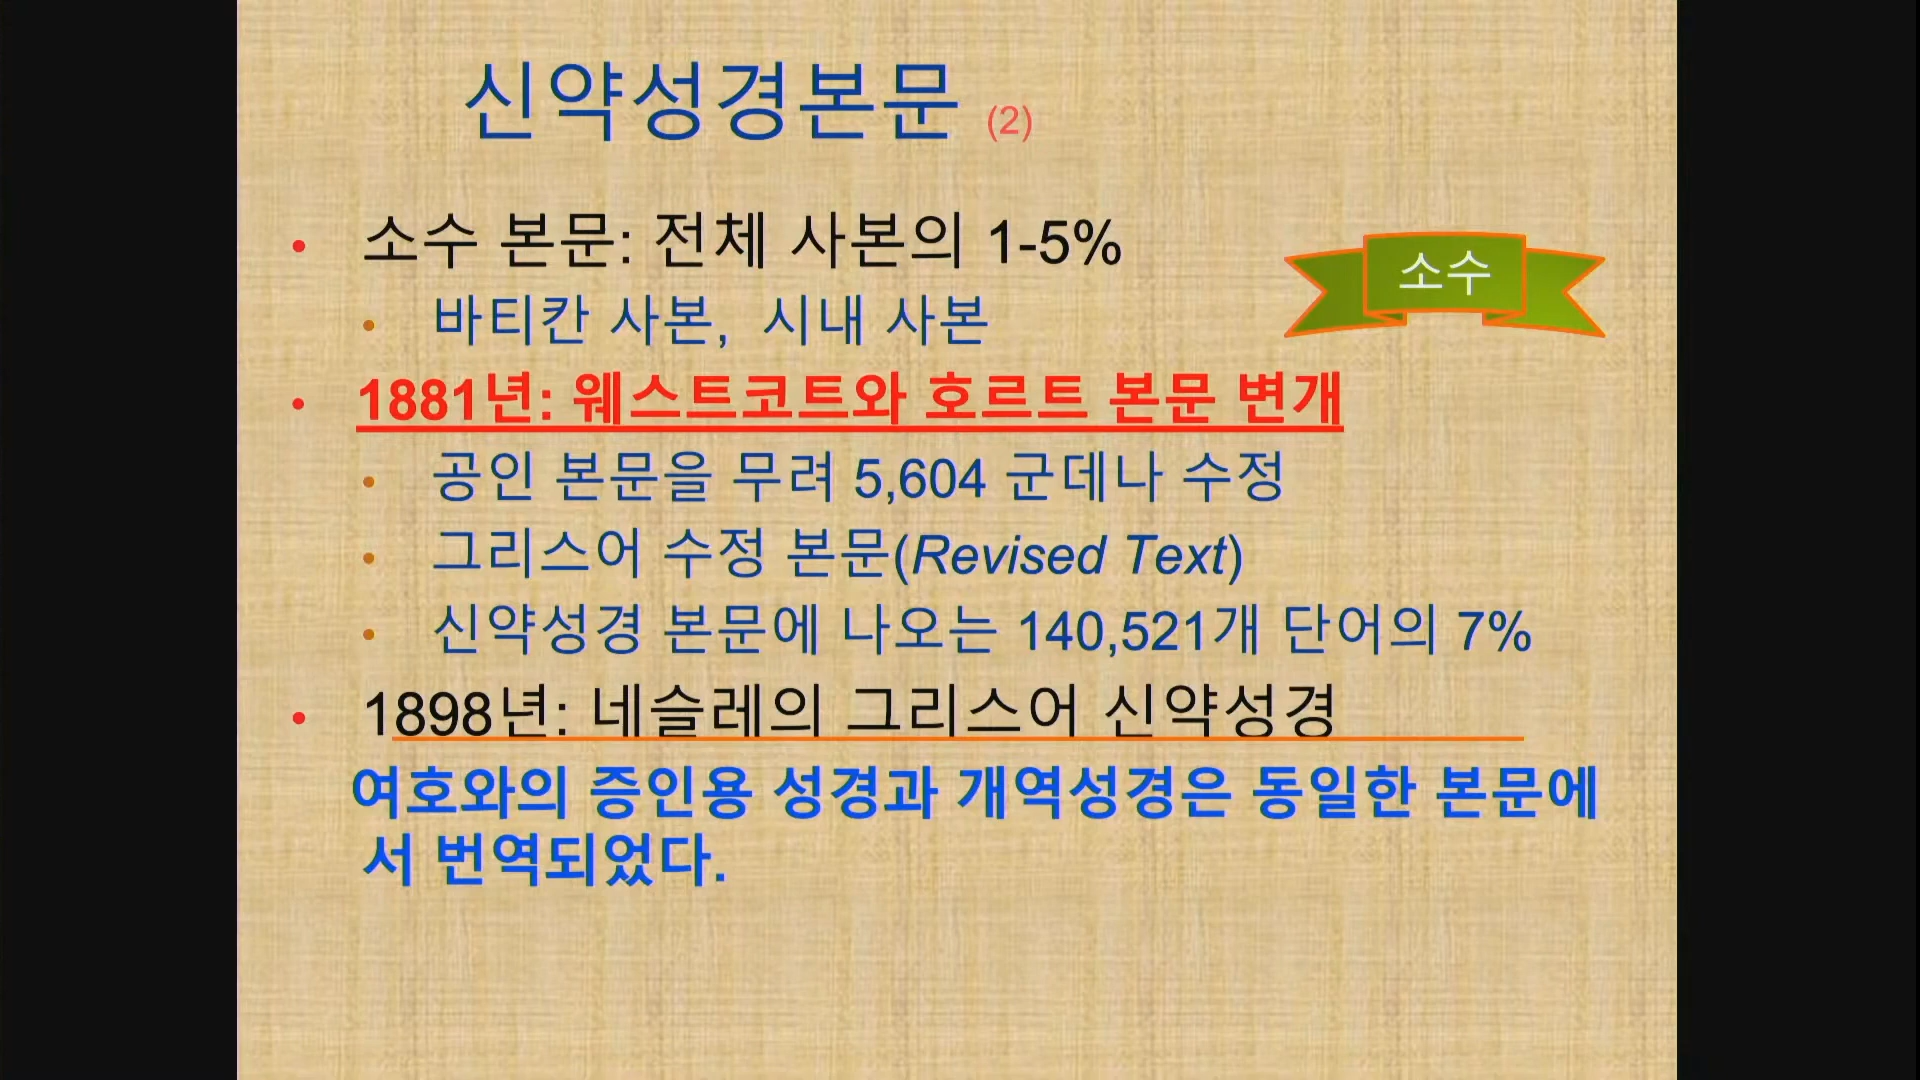 신약성경본문 (2)
• 소수 본문: 전체 사본의 1-5%
소수
• 바티칸 사본, 시내 사본
• 1881년: 웨스트코트와 호르트 본문 변개
• 공인 본문을 무려 5,604 군데나 수정
• 그리스어 수정 본문(Revised Text)
• 신약성경 본문에 나오는 140,521개 단어의 7%
• 1898년: 네슬레의 그리스어 신약성경
여호와의 증인용 성경과 개역성경은 동일한 본문에
서 번역되었다.